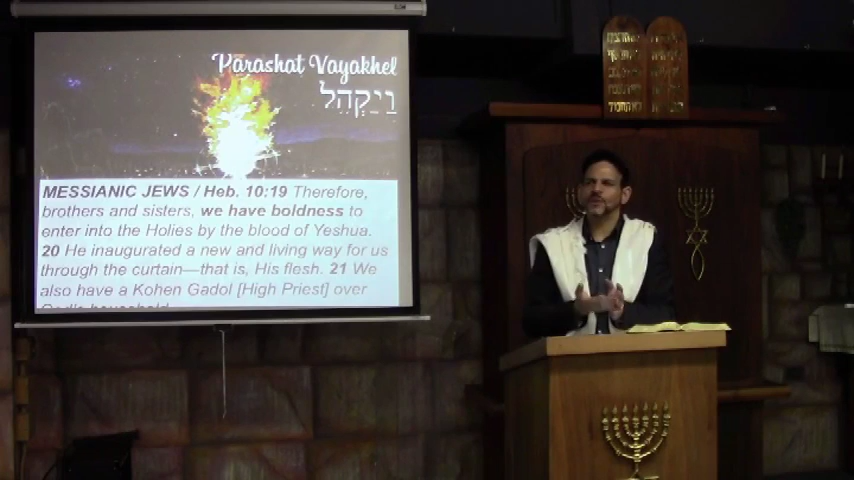 Parashat Vayakhel
וַיַּקְהֵל
MESSIANIC JEWS / Heb. 10:19 Therefore,
brothers and sisters, we have boldness to
enter into the Holies by the blood of Yeshua.
20 He inaugurated a new and living way for us
through the curtain—that is, His flesh. 21 We
also have a Kohen Gadol [High Priest] over